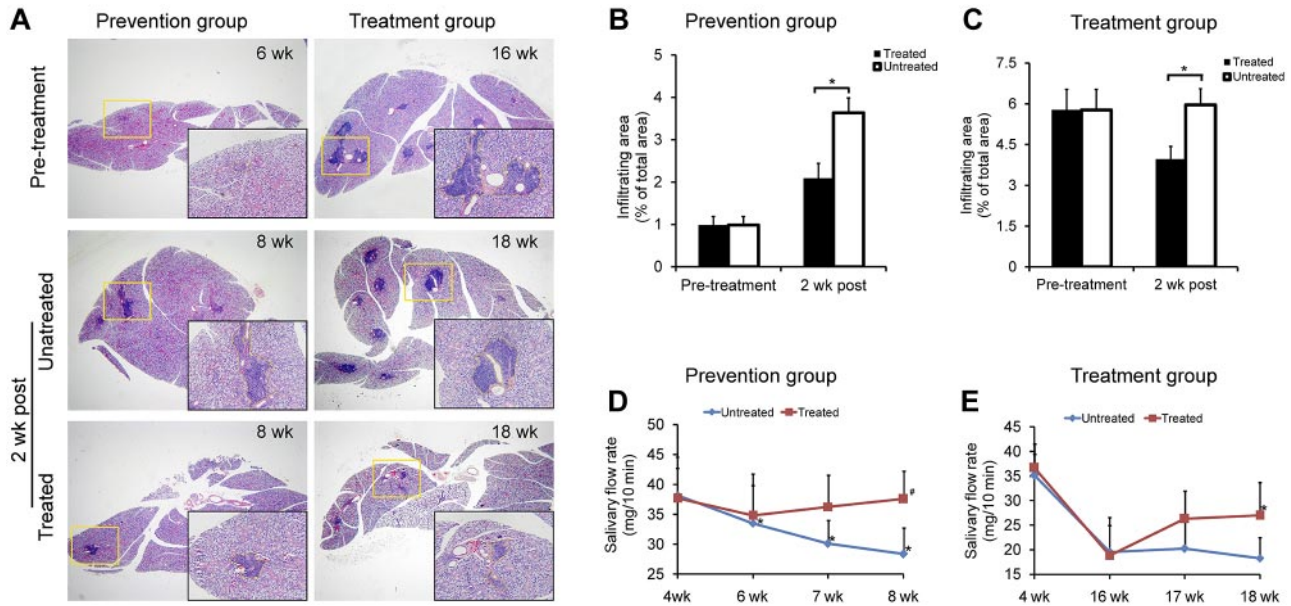 A
Prevention group
Treatment group
Pre-treatment
6 wk
16 wk
2 wk post
Unatreated
8 wk
18 wk
Treated
8 wk
18 wk
B
Prevention group
Infiltrating area
(% of total area)
5
4
3
2
1
0
Treated
Untreated
*
Pre-treatment
2 wk post
C
Treatment group
Infiltrating area
(% of total area)
7.5
6
4.5
3
1.5
0
Treated
Untreated
*
Pre-treatment
2 wk post
D
Prevention group
Untreated
Treated
Salivary flow rate
(mg/10 min)
50
45
40
35
30
25
*
*
#
*
4wk
6 wk
7 wk
8 wk
E
Treatment group
Untreated
Treated
Salivary flow rate
(mg/10 min)
45
40
35
30
25
20
15
*
4 wk
16 wk
17 wk
18 wk